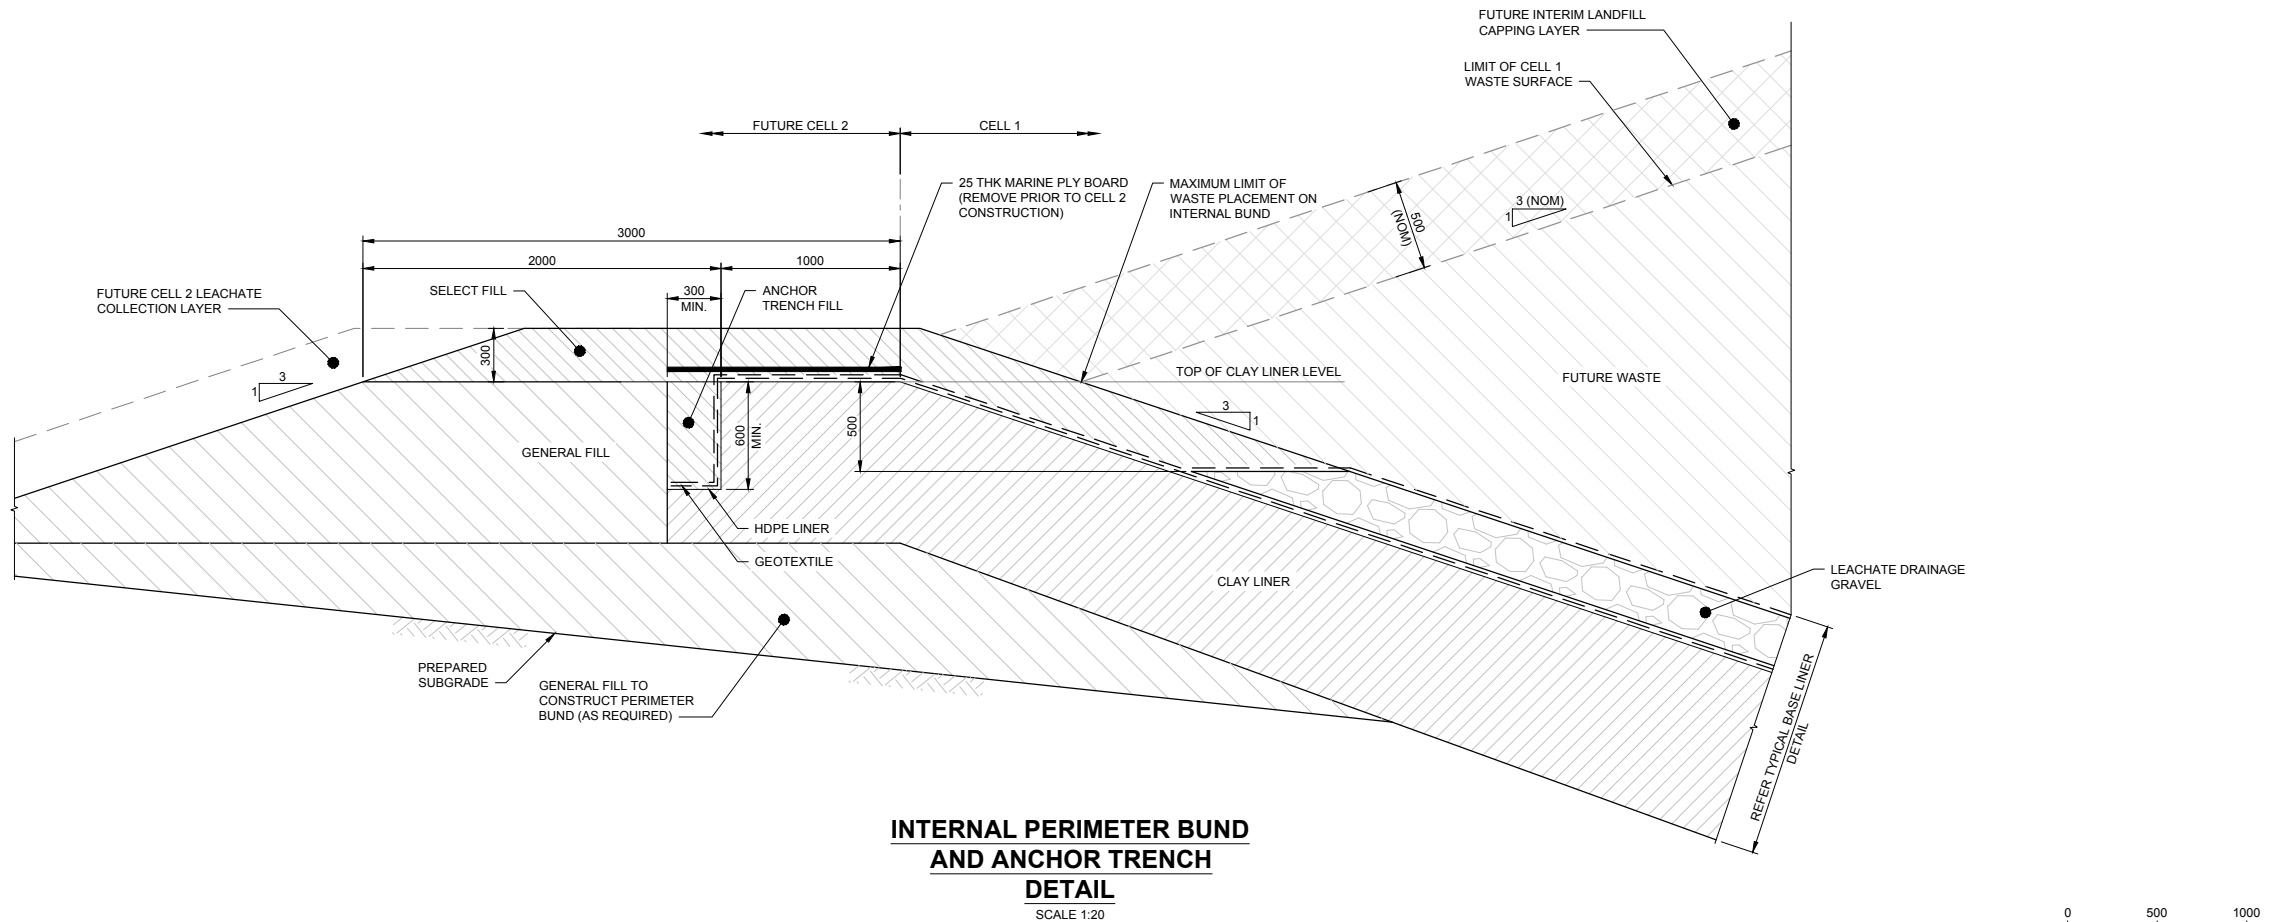 FUTURE INTERIM LANDFILL
CAPPING LAYER
LIMIT OF CELL 1
WASTE SURFACE
FUTURE CELL 2
CELL 1
25 THK MARINE PLY BOARD
(REMOVE PRIOR TO CELL 2
CONSTRUCTION)
MAXIMUM LIMIT OF
WASTE PLACEMENT ON
INTERNAL BUND
3 (NOM)
1
500
(NOM)
3000
2000
1000
FUTURE CELL 2 LEACHATE
COLLECTION LAYER
SELECT FILL
300
MIN.
ANCHOR
TRENCH FILL
300
3
1
TOP OF CLAY LINER LEVEL
FUTURE WASTE
3
1
600
MIN.
500
GENERAL FILL
HDPE LINER
GEOTEXTILE
CLAY LINER
LEACHATE DRAINAGE
GRAVEL
PREPARED
SUBGRADE
GENERAL FILL TO
CONSTRUCT PERIMETER
BUND (AS REQUIRED)
REFER TYPICAL BASE LINER
DETAIL
INTERNAL PERIMETER BUND
AND ANCHOR TRENCH
DETAIL
SCALE 1:20
0 500 1000